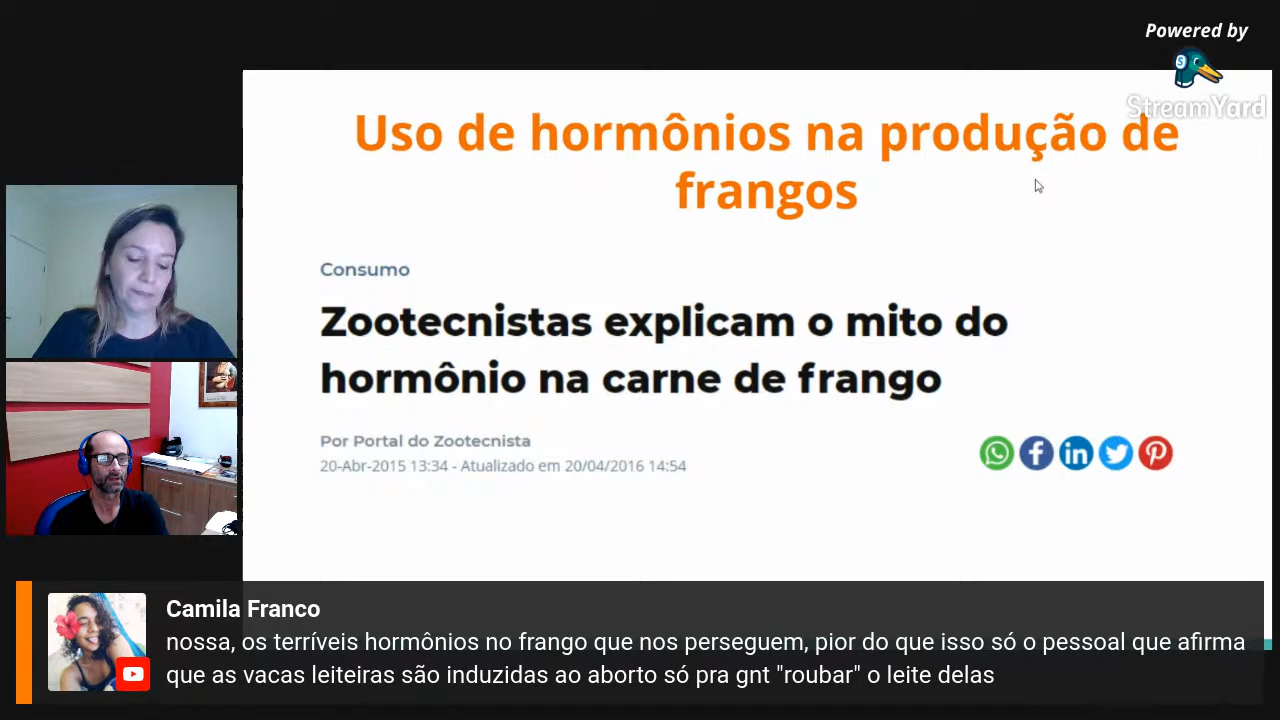 Powered by
StreamYard
Uso de hormônios na produção de
frangos
Consumo
Zootecnistas explicam o mito do
hormônio na carne de frango
Por Portal do Zootecnista
20-Abr-2015 13:34 - Atualizado em 20/04/2016 14:54
Camila Franco
nossa, os terríveis hormônios no frango que nos perseguem, pior do que isso só o pessoal que afirma
que as vacas leiteiras são induzidas ao aborto só pra gnt "roubar" o leite delas